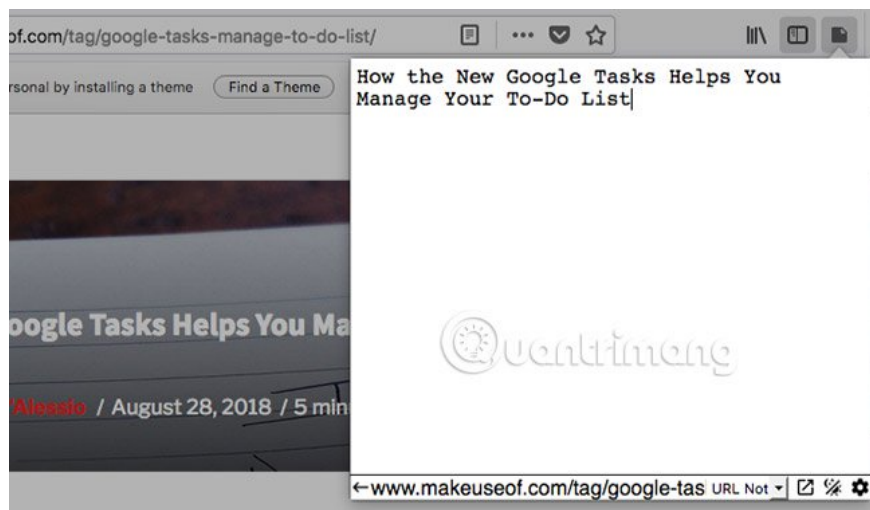 of.com/tag/google-tasks-manage-to-do-list/
rsonal by installing a theme
Find a Theme
How the New Google Tasks Helps You
Manage Your To-Do List
oogle Tasks Helps You Ma
Alessio / August 28, 2018 / 5 min
Quantrimang
www.makeuseof.com/tag/google-tas URL Not